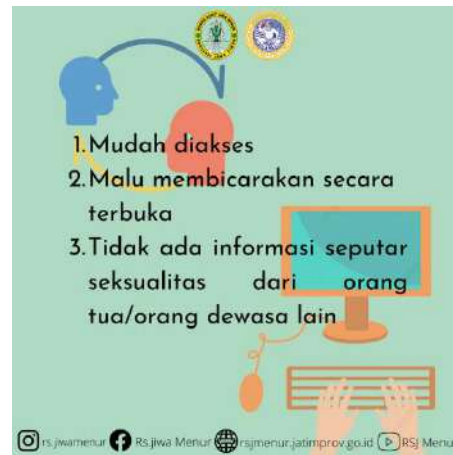 1.Mudah diakses
2.Malu membicarakan secara
terbuka
3.Tidak ada informasi seputar
seksualitas dari orang
tua/orang dewasa lain
rs.jiwamenur Rs.jiwa Menur rsjmenur.jatimprov.go.id RSJ Menu